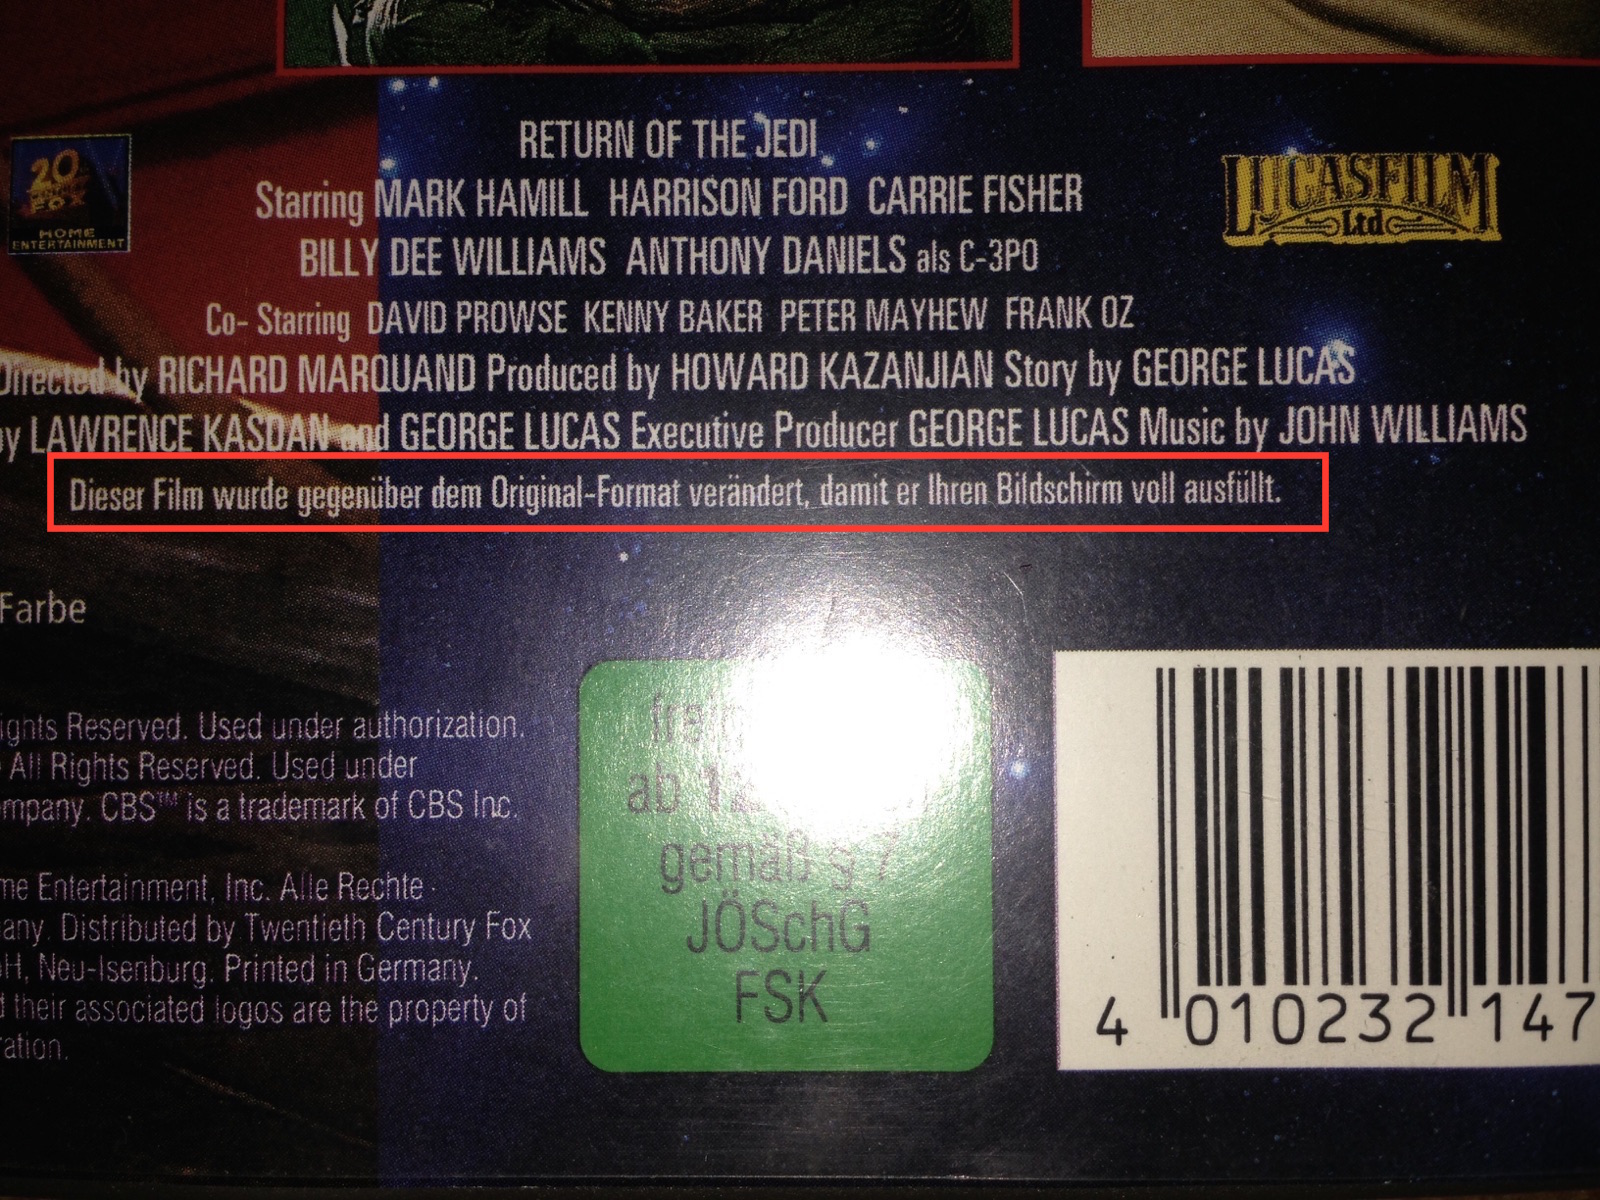 RETURN OF THE JEDI
20
CENTURY
FOX
HOME
ENTERTAINMENT
LUCASFILM
Ltd
Starring MARK HAMILL HARRISON FORD CARRIE FISHER
BILLY DEE WILLIAMS ANTHONY DANIELS als C-3PO
Co- Starring DAVID PROWSE KENNY BAKER PETER MAYHEW FRANK OZ
Directed by RICHARD MARQUAND Produced by HOWARD KAZANJIAN Story by GEORGE LUCAS
by LAWRENCE KASDAN and GEORGE LUCAS Executive Producer GEORGE LUCAS Music by JOHN WILLIAMS
Dieser Film wurde gegenüber dem Original-Format verändert, damit er Ihren Bildschirm voll ausfüllt.
Farbe
Reserved. Used under authorization.
All Rights Reserved. Used under
CBS™ is a trademark of CBS Inc.
Entertainment, Inc. Alle Rechte
Distributed by Twentieth Century Fox
Neu-Isenburg. Printed in Germany.
their associated logos are the property of
ab 12
gemäß § 7
JÖSchG
FSK
4 010232 147